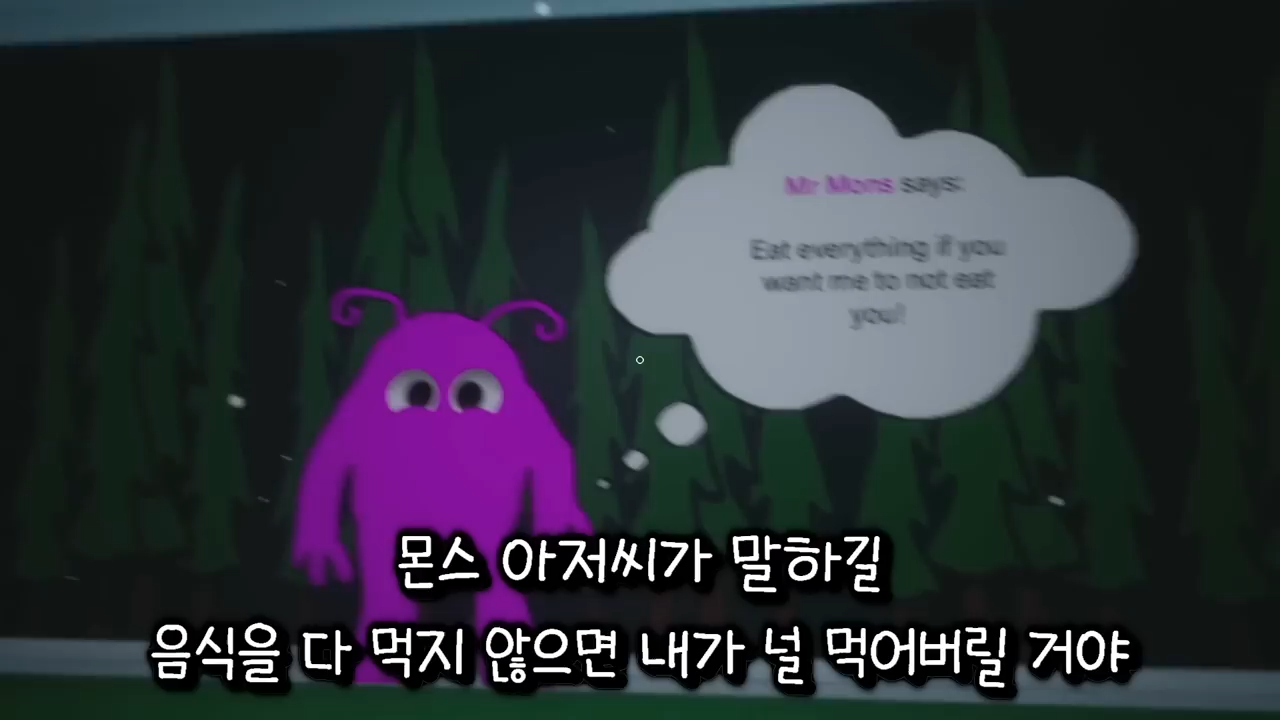 Mr Mons says:
Eat everything if you
want me to not eat
you!
몬스 아저씨가 말하길
음식을 다 먹지 않으면 내가 널 먹어버릴 거야